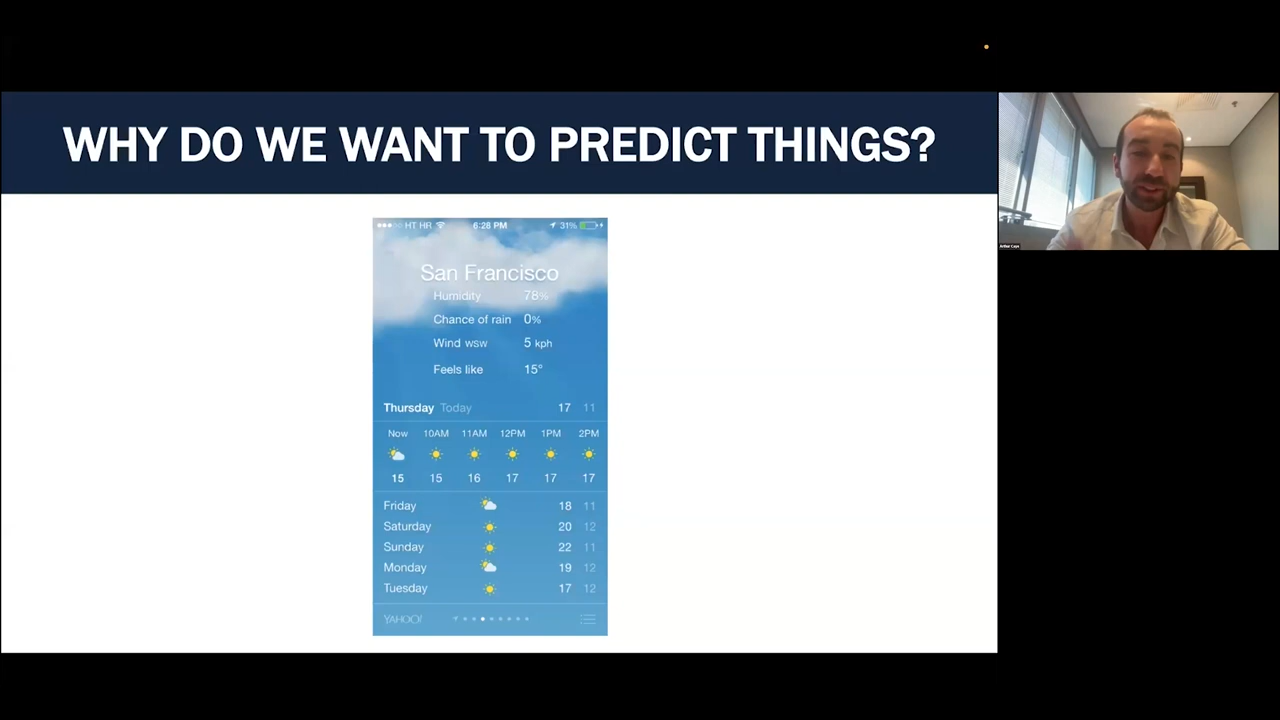 WHY DO WE WANT TO PREDICT THINGS?
HT HR 6:28 PM 31%
San Francisco
Humidity 78%
Chance of rain 0%
Wind wsw 5 kph
Feels like 15°
Thursday Today 17 11
Now 10AM 11AM 12PM 1PM 2PM
15 15 16 17 17 17
Friday 18 11
Saturday 20 12
Sunday 22 11
Monday 19 12
Tuesday 17 12
YAHOO!